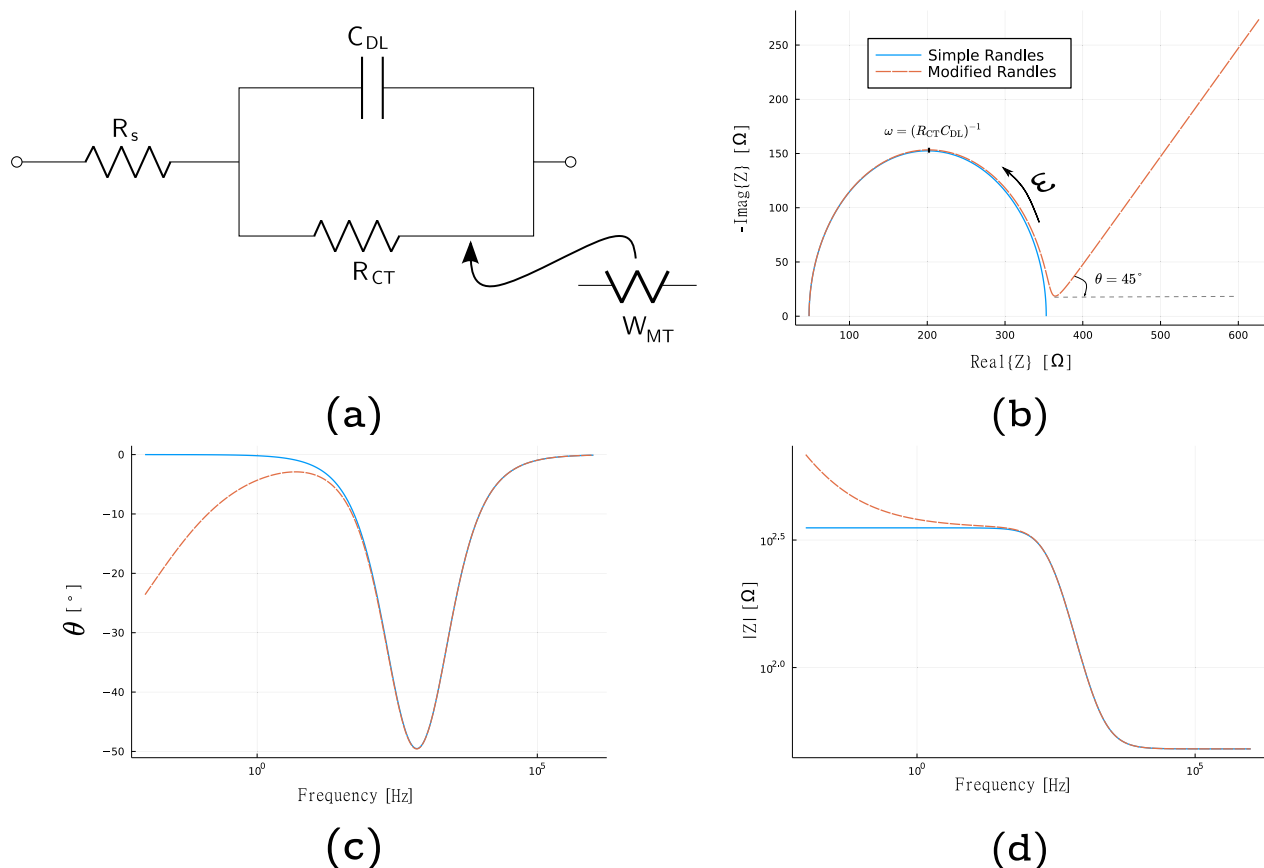 C_DL
R_s
R_CT
W_MT
(a)
Simple Randles
Modified Randles
ω = (R_CT C_DL)^-1
ω
θ = 45°
-Imag{Z} [Ω]
250
200
150
100
50
0
100 200 300 400 500 600
Real{Z} [Ω]
(b)
θ [°]
0
−10
−20
−30
−40
−50
10^0 10^5
Frequency [Hz]
(c)
|Z| [Ω]
10^2.5
10^2.0
10^0 10^5
Frequency [Hz]
(d)